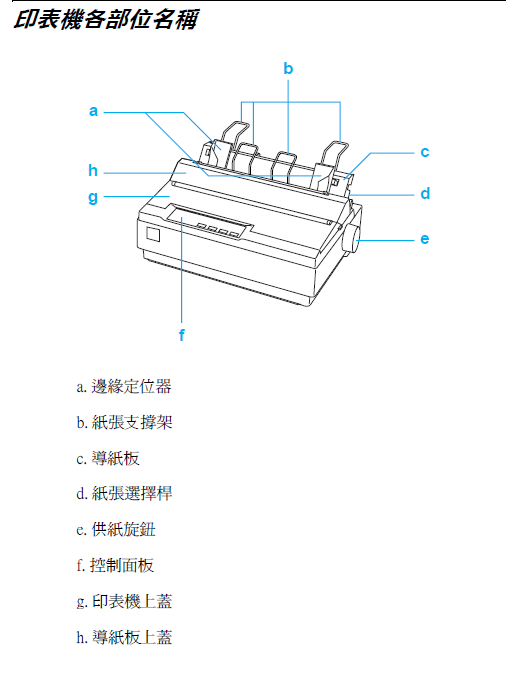 印表機各部位名稱
b
a
c
h
d
g
e
f
a. 邊緣定位器
b. 紙張支撐架
c. 導紙板
d. 紙張選擇桿
e. 供紙旋鈕
f. 控制面板
g. 印表機上蓋
h. 導紙板上蓋